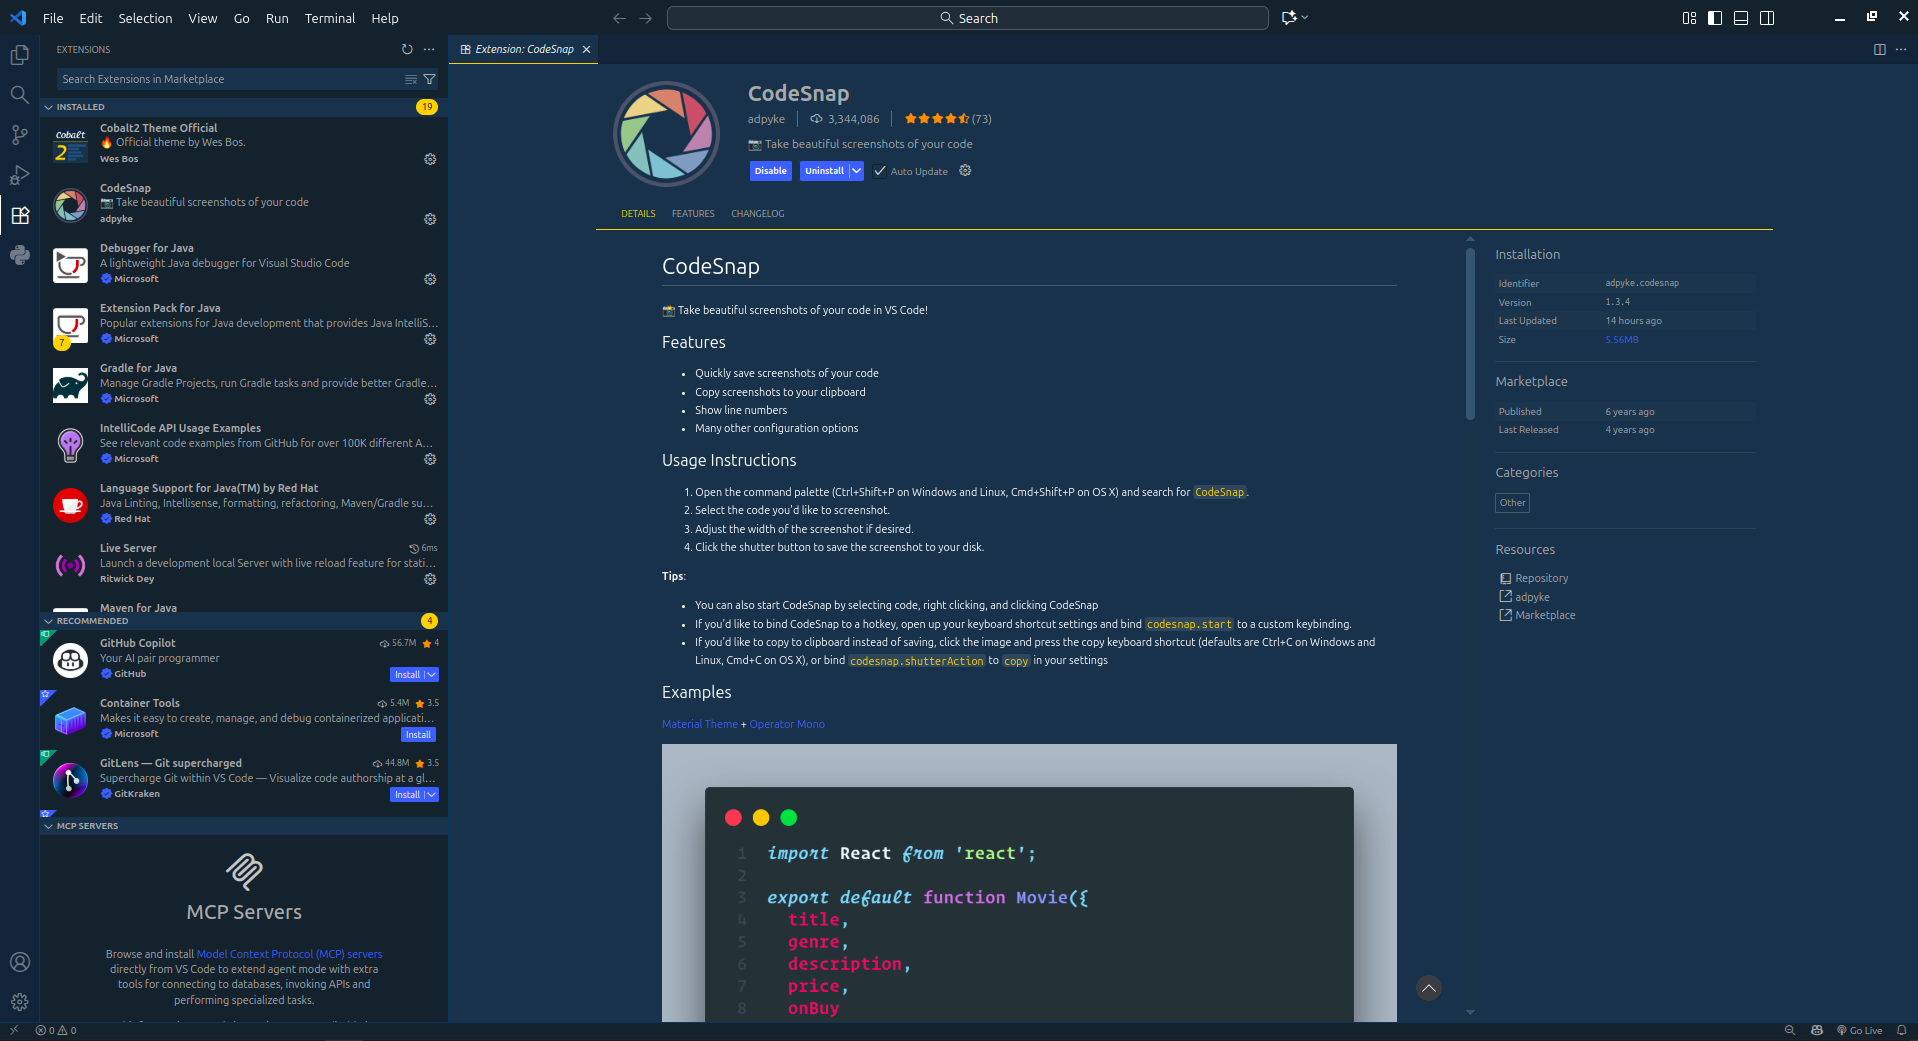 File Edit Selection View Go Run Terminal Help
Search
EXTENSIONS
Search Extensions in Marketplace
INSTALLED 19
Cobalt2 Theme Official
🔥 Official theme by Wes Bos.
Wes Bos
Cobalt
2
CodeSnap
📷 Take beautiful screenshots of your code
adpyke
Debugger for Java
A lightweight Java debugger for Visual Studio Code
Microsoft
Extension Pack for Java
Popular extensions for Java development that provides Java IntelliS...
Microsoft
7
Gradle for Java
Manage Gradle Projects, run Gradle tasks and provide better Gradle...
Microsoft
IntelliCode API Usage Examples
See relevant code examples from GitHub for over 100K different A...
Microsoft
Language Support for Java(TM) by Red Hat
Java Linting, Intellisense, formatting, refactoring, Maven/Gradle su...
Red Hat
Live Server 6ms
Launch a development local Server with live reload feature for stati...
Ritwick Dey
Maven for Java
RECOMMENDED 4
GitHub Copilot 56.7M 4
Your AI pair programmer
GitHub Install
Container Tools 5.4M 3.5
Makes it easy to create, manage, and debug containerized applicati...
Microsoft Install
GitLens — Git supercharged 44.8M 3.5
Supercharge Git within VS Code — Visualize code authorship at a gl...
GitKraken Install
MCP SERVERS
MCP Servers
Browse and install Model Context Protocol (MCP) servers
directly from VS Code to extend agent mode with extra
tools for connecting to databases, invoking APIs and
performing specialized tasks.
Extension: CodeSnap
CodeSnap
adpyke 3,344,086 (73)
📷 Take beautiful screenshots of your code
Disable Uninstall Auto Update
DETAILS FEATURES CHANGELOG
CodeSnap
📸 Take beautiful screenshots of your code in VS Code!
Features
• Quickly save screenshots of your code
• Copy screenshots to your clipboard
• Show line numbers
• Many other configuration options
Usage Instructions
1. Open the command palette (Ctrl+Shift+P on Windows and Linux, Cmd+Shift+P on OS X) and search for CodeSnap.
2. Select the code you'd like to screenshot.
3. Adjust the width of the screenshot if desired.
4. Click the shutter button to save the screenshot to your disk.
Tips:
• You can also start CodeSnap by selecting code, right clicking, and clicking CodeSnap
• If you'd like to bind CodeSnap to a hotkey, open up your keyboard shortcut settings and bind codesnap.start to a custom keybinding.
• If you'd like to copy to clipboard instead of saving, click the image and press the copy keyboard shortcut (defaults are Ctrl+C on Windows and
Linux, Cmd+C on OS X), or bind codesnap.shutterAction to copy in your settings
Examples
Material Theme + Operator Mono
1 import React from 'react';
2
3 export default function Movie({
4 title,
5 genre,
6 description,
7 price,
8 onBuy
Installation
Identifier adpyke.codesnap
Version 1.3.4
Last Updated 14 hours ago
Size 5.56MB
Marketplace
Published 6 years ago
Last Released 4 years ago
Categories
Other
Resources
Repository
adpyke
Marketplace
0 0
Go Live